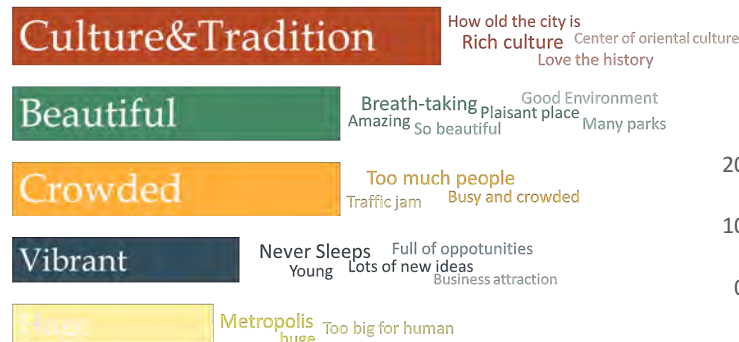 Culture&Tradition
How old the city is
Rich culture
Center of oriental culture
Love the history
Beautiful
Breath-taking
Good Environment
Plaisant place
Amazing
So beautiful
Many parks
Crowded
Too much people
Traffic jam
Busy and crowded
Vibrant
Never Sleeps
Full of oppotunities
Young
Lots of new ideas
Business attraction
Metropolis
Too big for human
huge